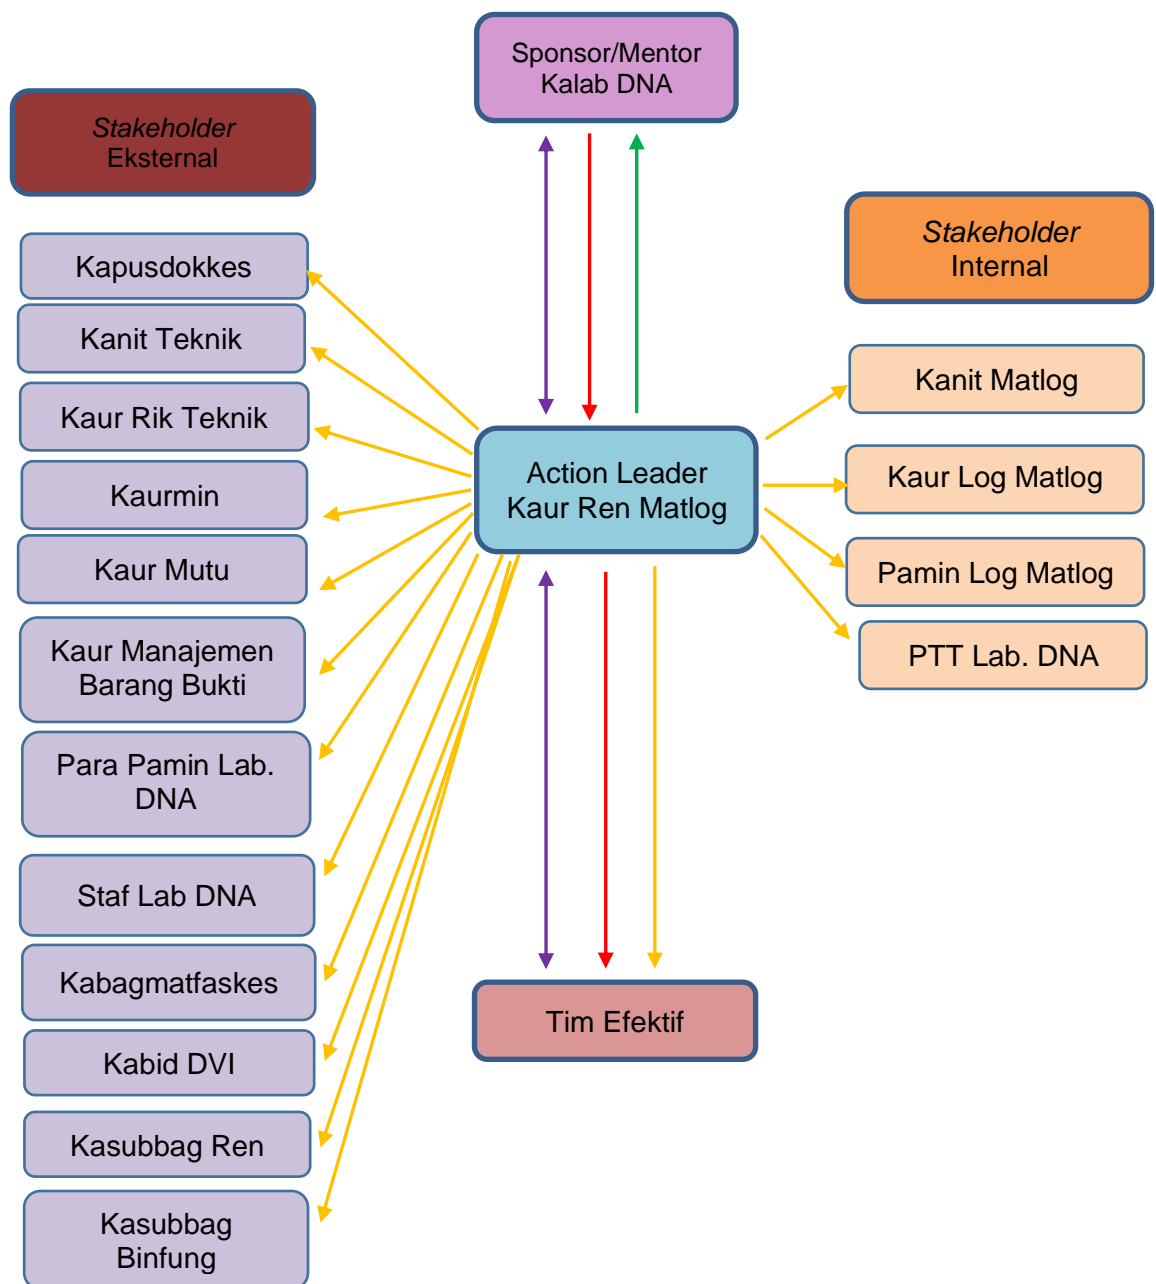 Sponsor/Mentor
Kalab DNA
Stakeholder
Eksternal
Stakeholder
Internal
Kapusdokkes
Kanit Teknik
Kaur Rik Teknik
Kaurmin
Kaur Mutu
Kaur Manajemen
Barang Bukti
Para Pamin Lab.
DNA
Staf Lab DNA
Kabagmatfaskes
Kabid DVI
Kasubbag Ren
Kasubbag
Binfung
Action Leader
Kaur Ren Matlog
Kanit Matlog
Kaur Log Matlog
Pamin Log Matlog
PTT Lab. DNA
Tim Efektif